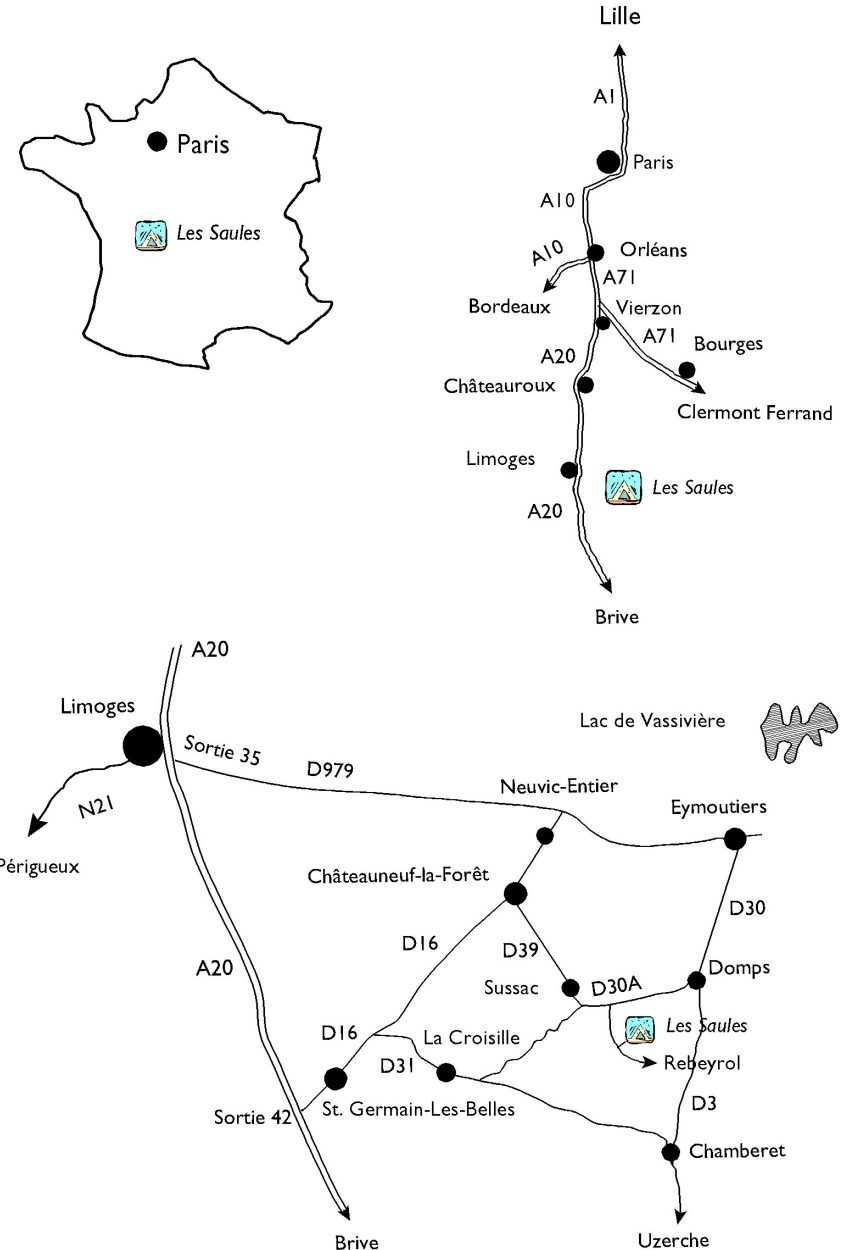 Paris
Les Saules
Lille
A1
Paris
A10
A10
Orléans
A71
Bordeaux
Vierzon
A71
Bourges
A20
Châteauroux
Clermont Ferrand
Limoges
Les Saules
A20
Brive
A20
Limoges
Sortie 35
D979
N21
Périgueux
Lac de Vassivière
Neuvic-Entier
Eymoutiers
Châteauneuf-la-Forêt
D30
D16
D39
A20
Sussac
D30A
Domps
D16
La Croisille
Les Saules
D31
Rebeyrol
Sortie 42
St. Germain-Les-Belles
D3
Chamberet
Brive
Uzerche